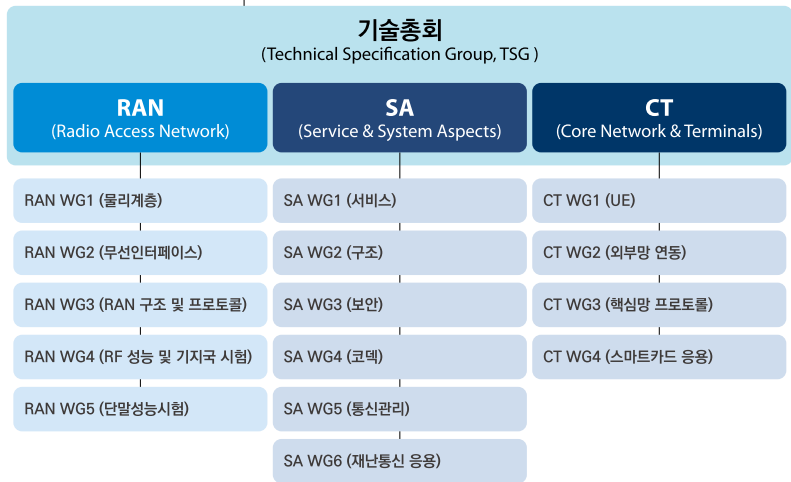 기술총회
(Technical Specification Group, TSG )
RAN
(Radio Access Network)
SA
(Service & System Aspects)
CT
(Core Network & Terminals)
RAN WG1 (물리계층)
RAN WG2 (무선인터페이스)
RAN WG3 (RAN 구조 및 프로토콜)
RAN WG4 (RF 성능 및 기지국 시험)
RAN WG5 (단말성능시험)
SA WG1 (서비스)
SA WG2 (구조)
SA WG3 (보안)
SA WG4 (코덱)
SA WG5 (통신관리)
SA WG6 (재난통신 응용)
CT WG1 (UE)
CT WG2 (외부망 연동)
CT WG3 (핵심망 프로토롤)
CT WG4 (스마트카드 응용)